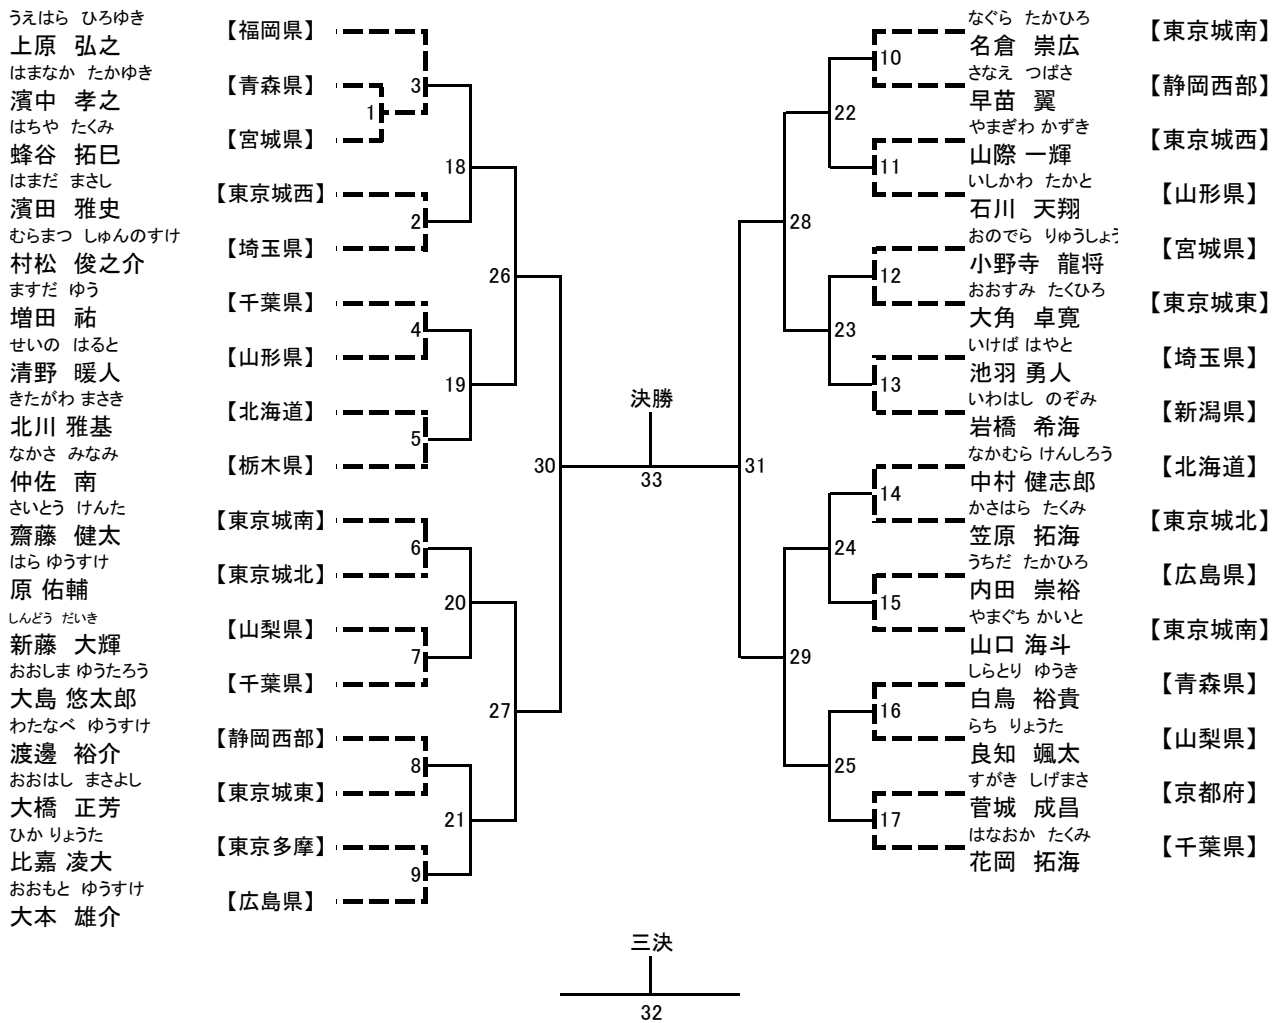 うえはら ひろゆき
上原 弘之 【福岡県】
はまなか たかゆき
濱中 孝之 【青森県】
はちや たくみ
蜂谷 拓巳 【宮城県】
はまだ まさし
濱田 雅史 【東京城西】
むらまつ しゅんのすけ
村松 俊之介 【埼玉県】
ますだ ゆう
増田 祐 【千葉県】
せいの はると
清野 暖人 【山形県】
きたがわ まさき
北川 雅基 【北海道】
なかさ みなみ
仲佐 南 【栃木県】
さいとう けんた
齋藤 健太 【東京城南】
はら ゆうすけ
原 佑輔 【東京城北】
しんどう だいき
新藤 大輝 【山梨県】
おおしま ゆうたろう
大島 悠太郎 【千葉県】
わたなべ ゆうすけ
渡邊 裕介 【静岡西部】
おおはし まさよし
大橋 正芳 【東京城東】
ひか りょうた
比嘉 凌大 【東京多摩】
おおもと ゆうすけ
大本 雄介 【広島県】
1
3
2
4
5
6
7
8
9
18
19
20
21
26
27
30
決勝
33
31
28
29
22
23
24
25
10
11
12
13
14
15
16
17
なぐら たかひろ
名倉 崇広 【東京城南】
さなえ つばさ
早苗 翼 【静岡西部】
やまぎわ かずき
山際 一輝 【東京城西】
いしかわ たかと
石川 天翔 【山形県】
おのでら りゅうしょう
小野寺 龍将 【宮城県】
おおすみ たくひろ
大角 卓寛 【東京城東】
いけば はやと
池羽 勇人 【埼玉県】
いわはし のぞみ
岩橋 希海 【新潟県】
なかむら けんしろう
中村 健志郎 【北海道】
かさはら たくみ
笠原 拓海 【東京城北】
うちだ たかひろ
内田 崇裕 【広島県】
やまぐち かいと
山口 海斗 【東京城南】
しらとり ゆうき
白鳥 裕貴 【青森県】
らち りょうた
良知 颯太 【山梨県】
すがき しげまさ
菅城 成昌 【京都府】
はなおか たくみ
花岡 拓海 【千葉県】
三決
32